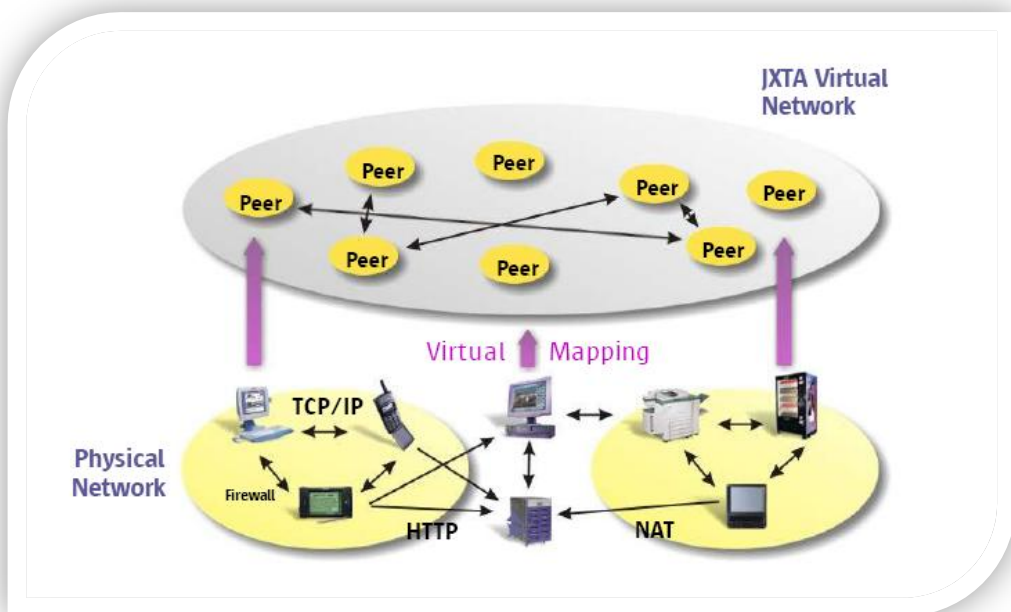 JXTA Virtual
Network
Peer
Peer
Peer
Peer
Peer
Peer
Peer
Peer
Virtual Mapping
TCP/IP
Physical
Network
Firewall
HTTP
NAT